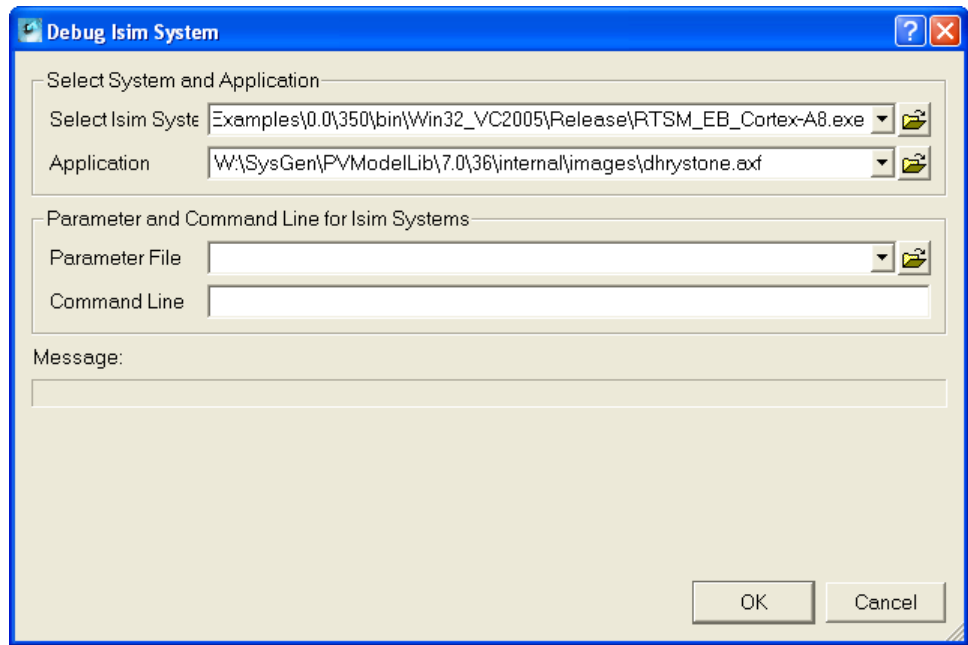 Debug Isim System
Select System and Application
Select Isim Syste Examples\0.0\350\bin\Win32_VC2005\Release\RTSM_EB_Cortex-A8.exe
Application W:\SysGen\PVModelLib\7.0\36\internal\images\dhrystone.axf
Parameter and Command Line for Isim Systems
Parameter File
Command Line
Message:
OK Cancel